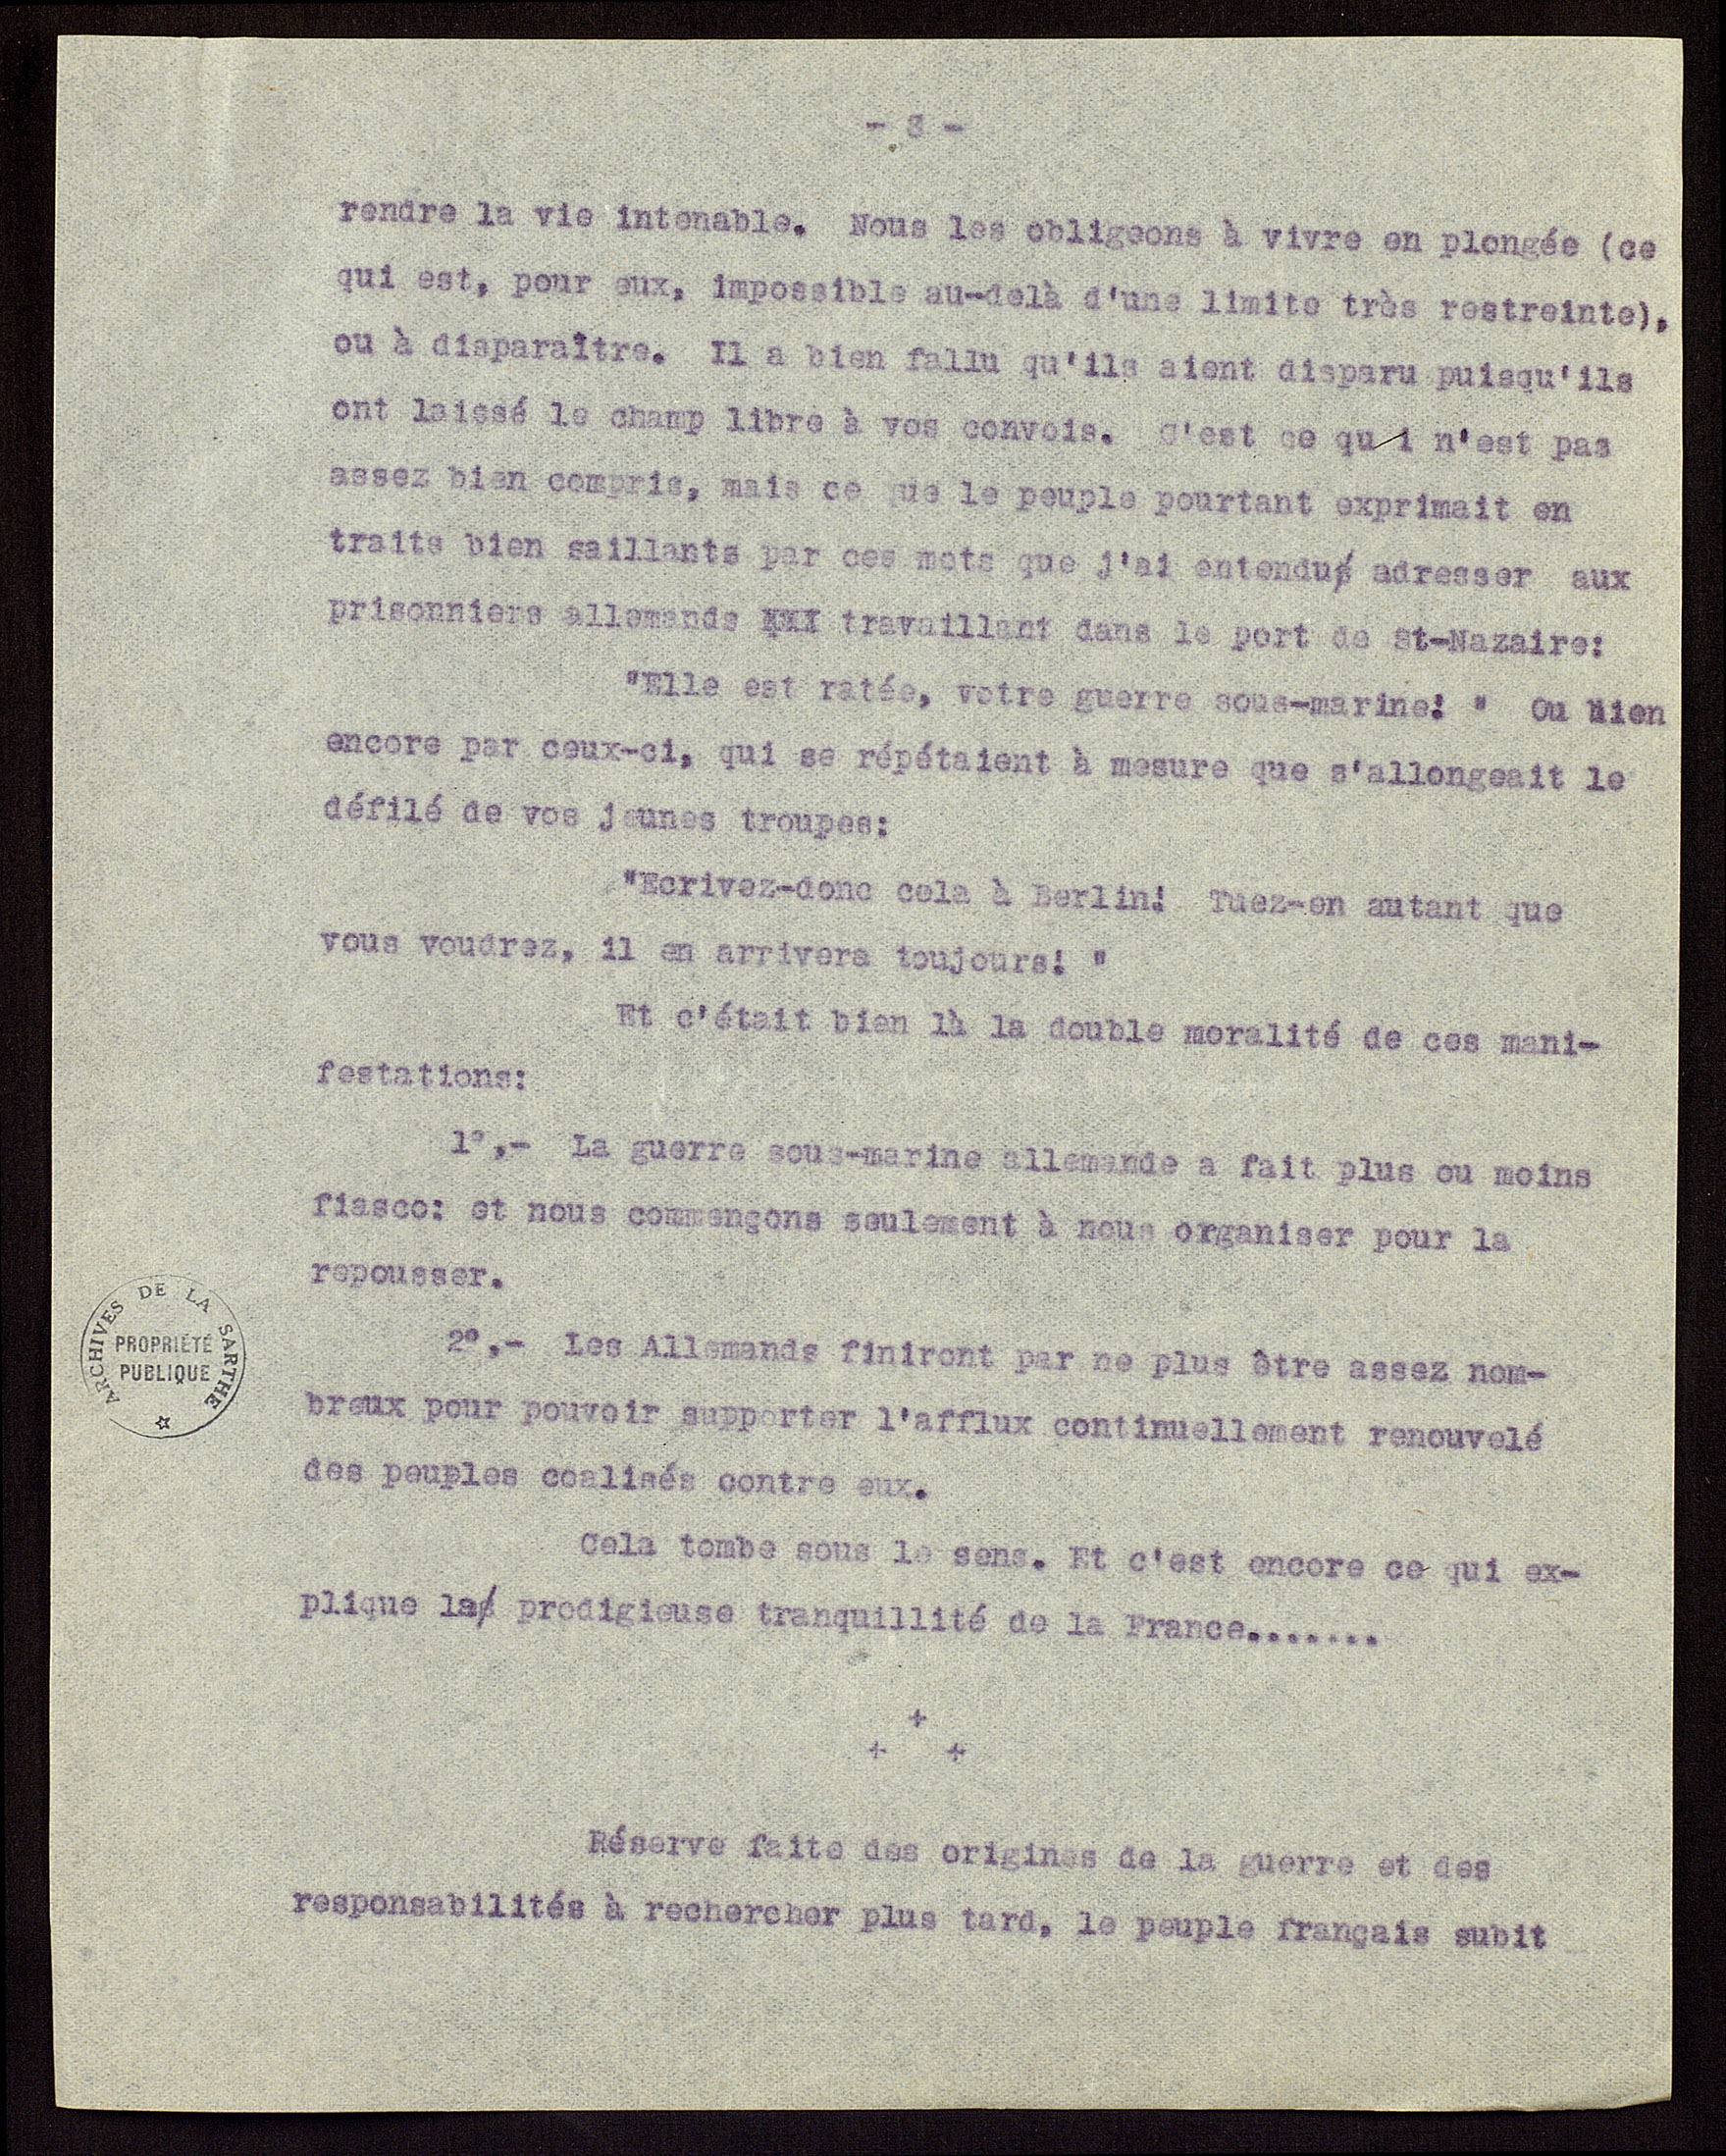 - 3 -
rendre la vie intenable. Nous les obligeons à vivre en plongée (ce
qui est, pour eux, impossible au-delà d'une limite très restreinte),
ou à disparaître. Il a bien fallu qu'ils aient disparu puisqu'ils
ont laissé le champ libre à vos convois. C'est ce qu i n'est pas
assez bien compris, mais ce que le peuple pourtant exprimait en
traits bien saillants par ces mots que j'ai entendus adresser aux
prisonniers allemands XXX travaillant dans le port de St-Nazaire:
"Elle est ratée, votre guerre sous-marine! " Ou bien
encore par ceux-ci, qui se répétaient à mesure que s'allongeait le
défilé de vos jeunes troupes:
"Ecrivez-donc cela à Berlin! Tuez-en autant que
vous voudrez, il en arrivera toujours! "
Et c'était bien là la double moralité de ces mani-
festations:
1°,- La guerre sous-marine allemande a fait plus ou moins
fiasco: et nous commençons seulement à nous organiser pour la
repousser.
2°,- Les Allemands finiront par ne plus être assez nom-
breux pour pouvoir supporter l'afflux continuellement renouvelé
des peuples coalisés contre eux.
Cela tombe sous le sens. Et c'est encore ce qui ex-
plique la prodigieuse tranquillité de la France.......
+
+ +
Réserve faite des origines de la guerre et des
responsabilités à rechercher plus tard, le peuple français subit
ARCHIVES DE LA SARTHE
PROPRIÉTÉ
PUBLIQUE